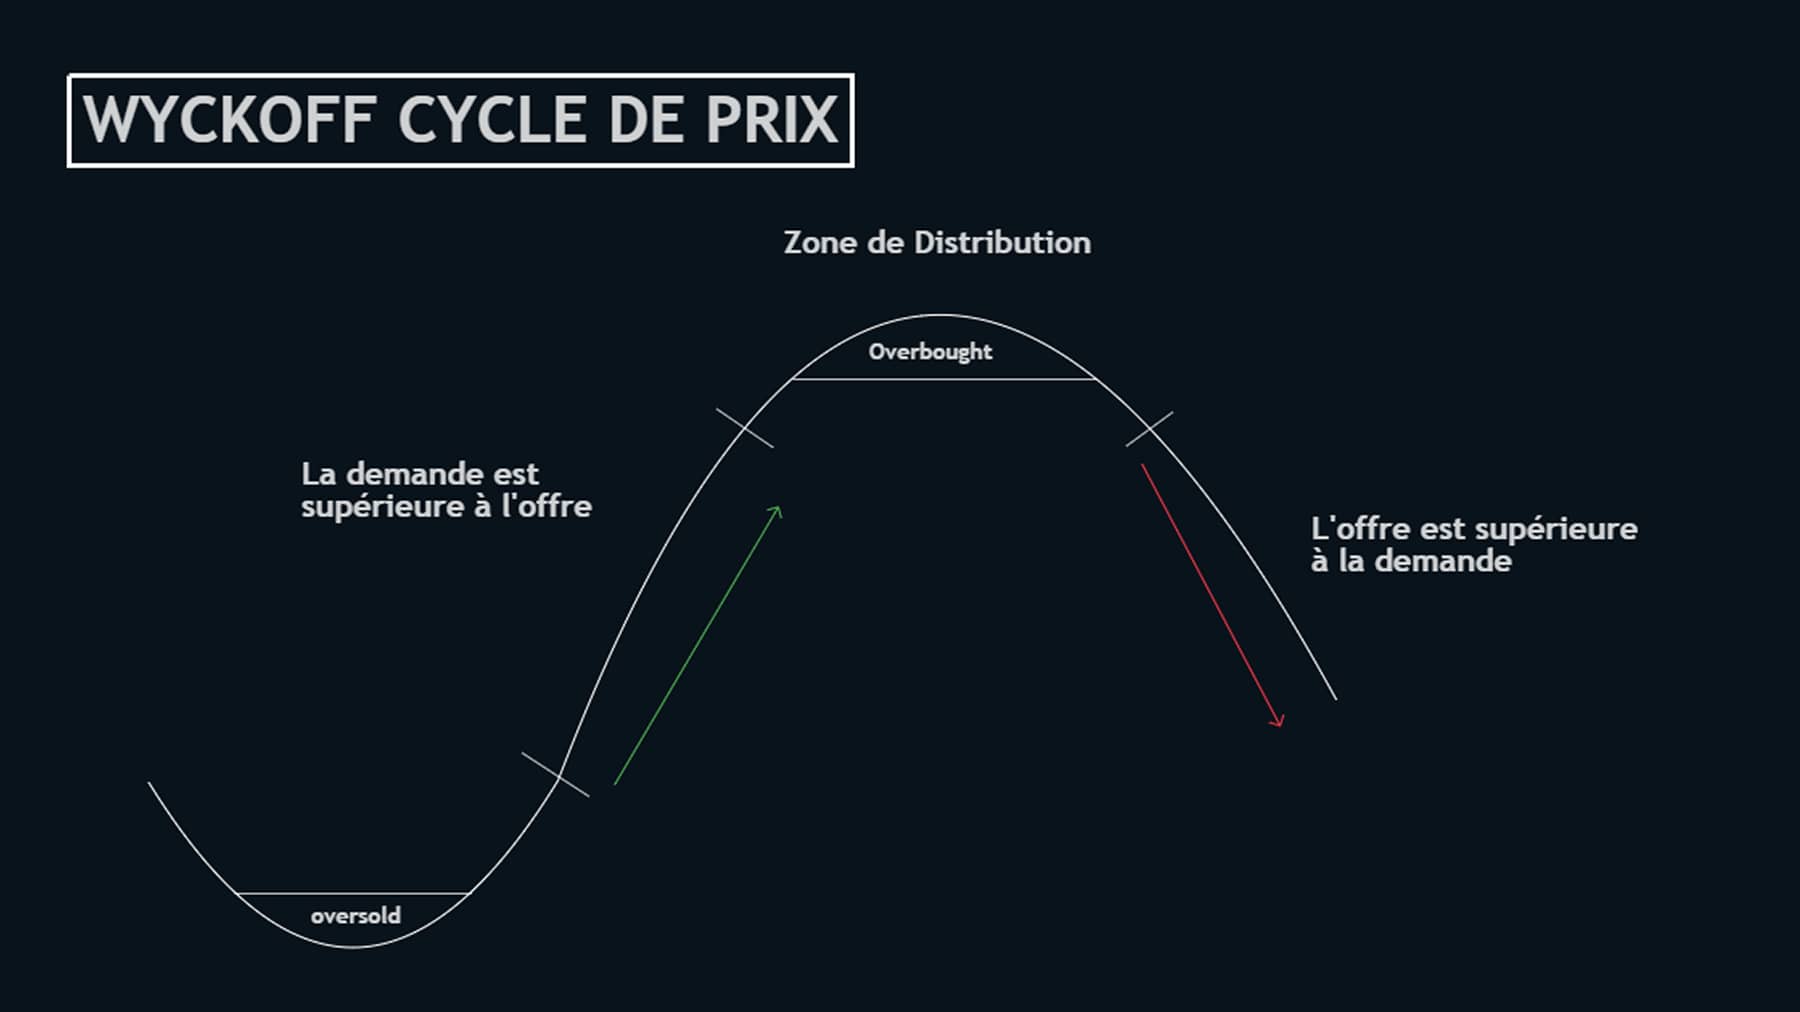 WYCKOFF CYCLE DE PRIX
Zone de Distribution
Overbought
La demande est
supérieure à l'offre
L'offre est supérieure
à la demande
oversold